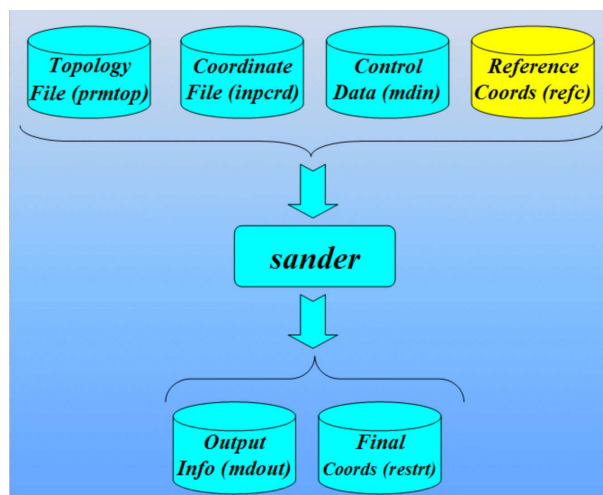 Topology
File (prmtop)
Coordinate
File (inpcrd)
Control
Data (mdin)
Reference
Coords (refc)
sander
Output
Info (mdout)
Final
Coords (restrt)